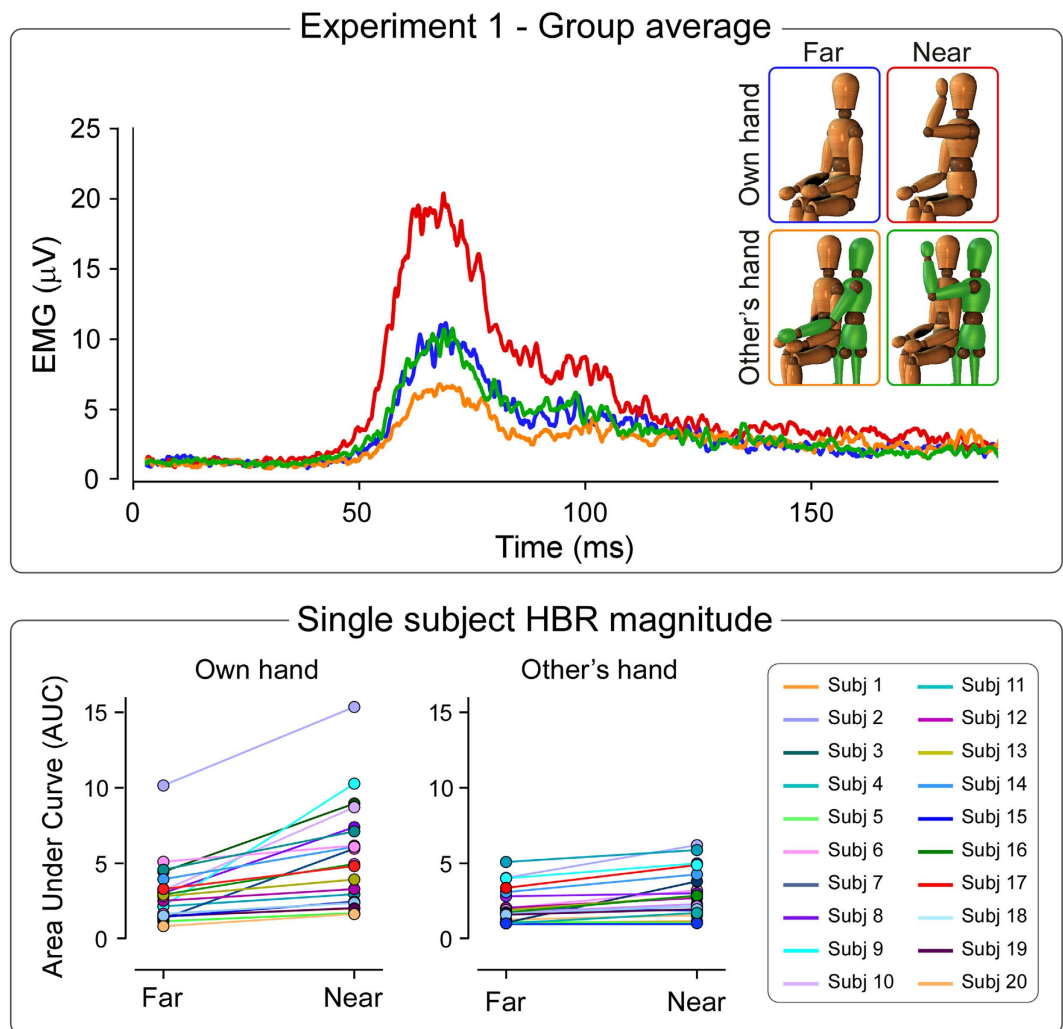 Experiment 1 - Group average
Far Near
Own hand
Other's hand
EMG (μV)
25
20
15
10
5
0
0 50 100 150
Time (ms)
Single subject HBR magnitude
Own hand
Other's hand
Area Under Curve (AUC)
15
10
5
0
Far Near
15
10
5
0
Far Near
Subj 1 Subj 11
Subj 2 Subj 12
Subj 3 Subj 13
Subj 4 Subj 14
Subj 5 Subj 15
Subj 6 Subj 16
Subj 7 Subj 17
Subj 8 Subj 18
Subj 9 Subj 19
Subj 10 Subj 20